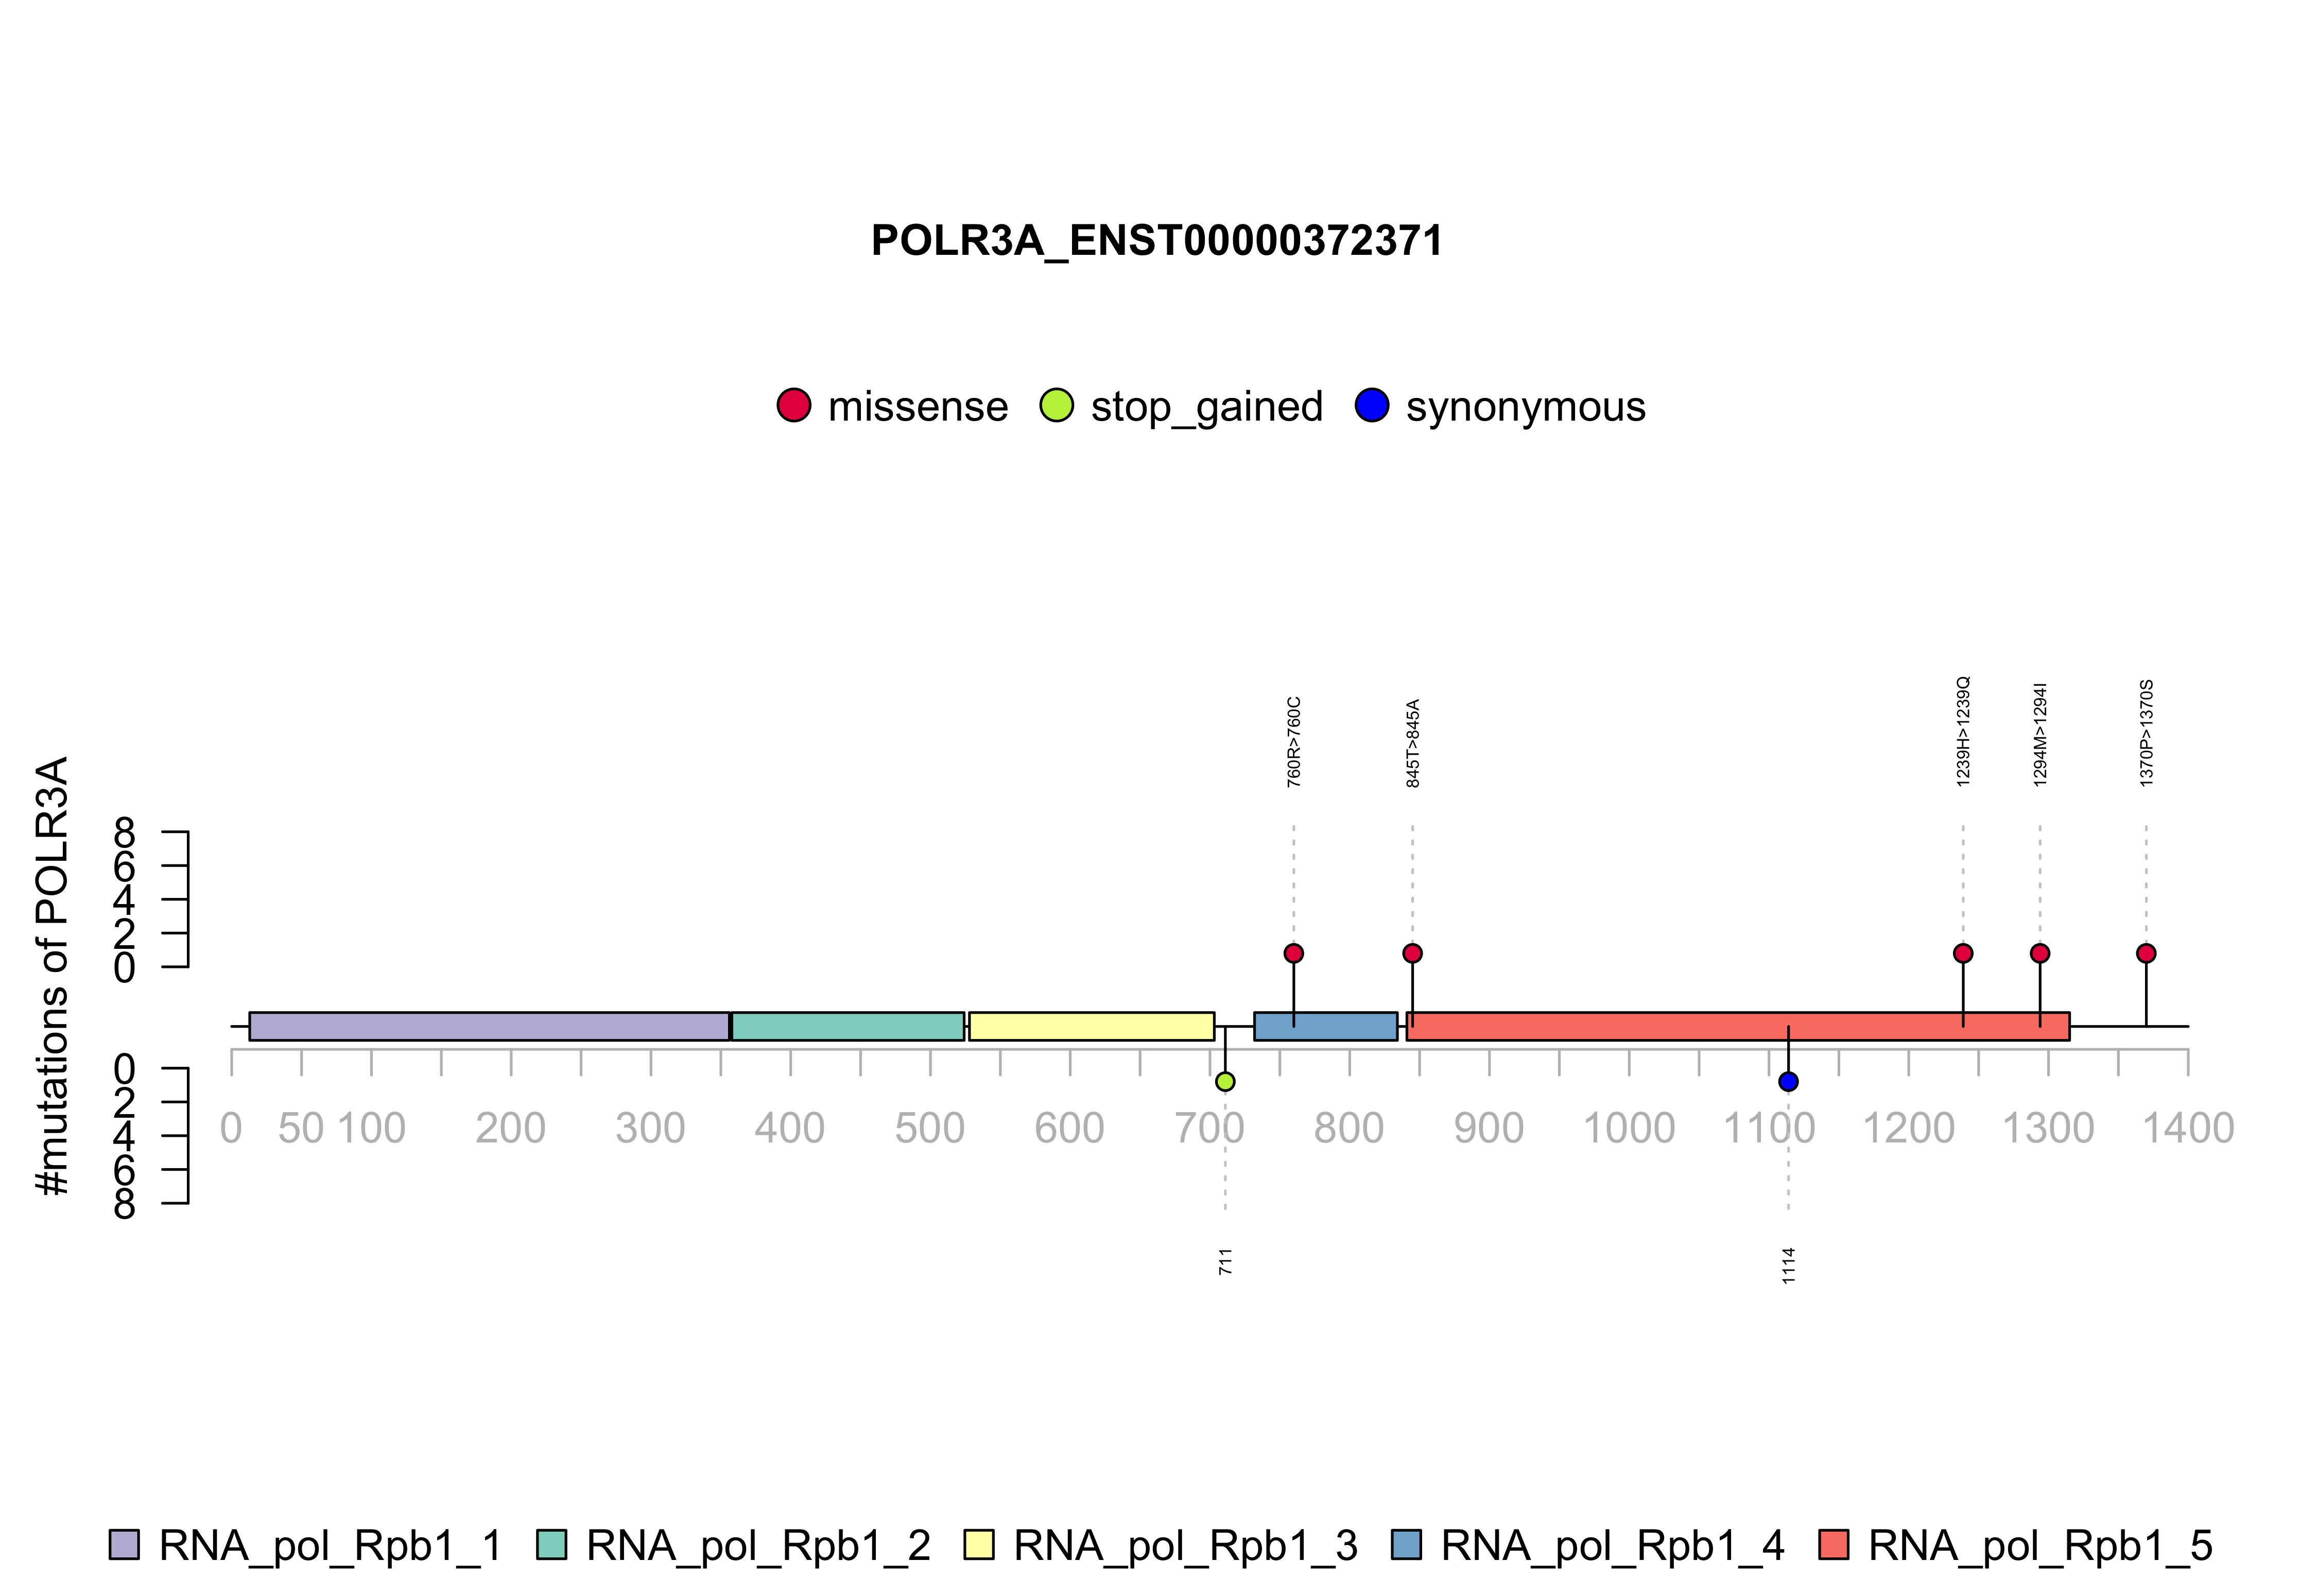 POLR3A_ENST00000372371
missense stop_gained synonymous
760R>760C 845T>845A 1239H>1239Q 1294M>1294I 1370P>1370S
#mutations of POLR3A
8
6
4
2
0
0
2
4
6
8
0 50 100 200 300 400 500 600 700 800 900 1000 1100 1200 1300 1400
711 1114
RNA_pol_Rpb1_1 RNA_pol_Rpb1_2 RNA_pol_Rpb1_3 RNA_pol_Rpb1_4 RNA_pol_Rpb1_5